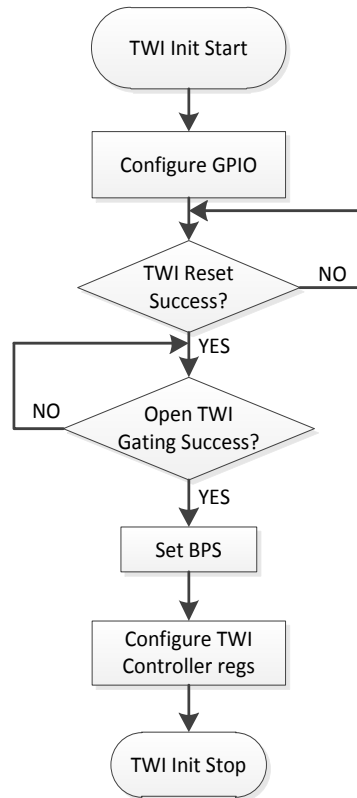 TWI Init Start
Configure GPIO
TWI Reset
Success?
NO
YES
NO
Open TWI
Gating Success?
YES
Set BPS
Configure TWI
Controller regs
TWI Init Stop